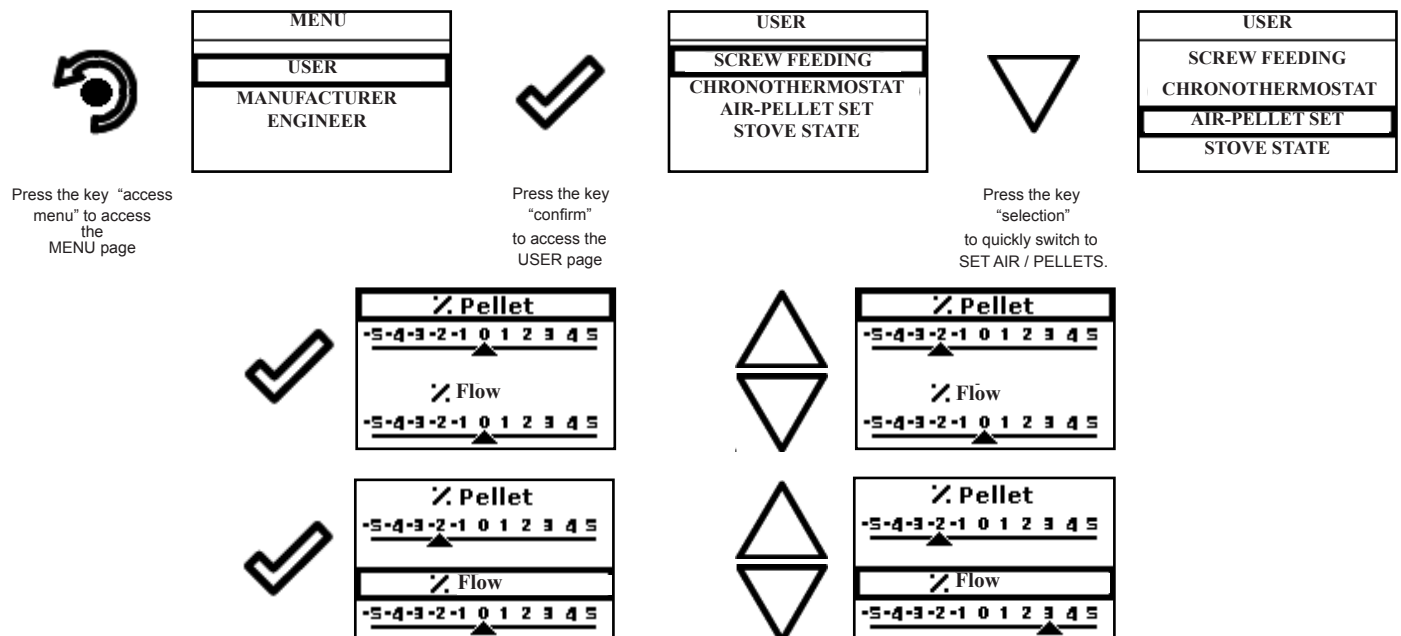 MENU
USER
MANUFACTURER
ENGINEER
Press the key "access
menu" to access
the
MENU page
USER
SCREW FEEDING
CHRONOTHERMOSTAT
AIR-PELLET SET
STOVE STATE
Press the key
"confirm"
to access the
USER page
USER
SCREW FEEDING
CHRONOTHERMOSTAT
AIR-PELLET SET
STOVE STATE
Press the key
"selection"
to quickly switch to
SET AIR / PELLETS.
% Pellet
-5-4-3-2-1 0 1 2 3 4 5
% Flow
-5-4-3-2-1 0 1 2 3 4 5
% Pellet
-5-4-3-2-1 0 1 2 3 4 5
% Flow
-5-4-3-2-1 0 1 2 3 4 5
% Pellet
-5-4-3-2-1 0 1 2 3 4 5
% Flow
-5-4-3-2-1 0 1 2 3 4 5
% Pellet
-5-4-3-2-1 0 1 2 3 4 5
% Flow
-5-4-3-2-1 0 1 2 3 4 5